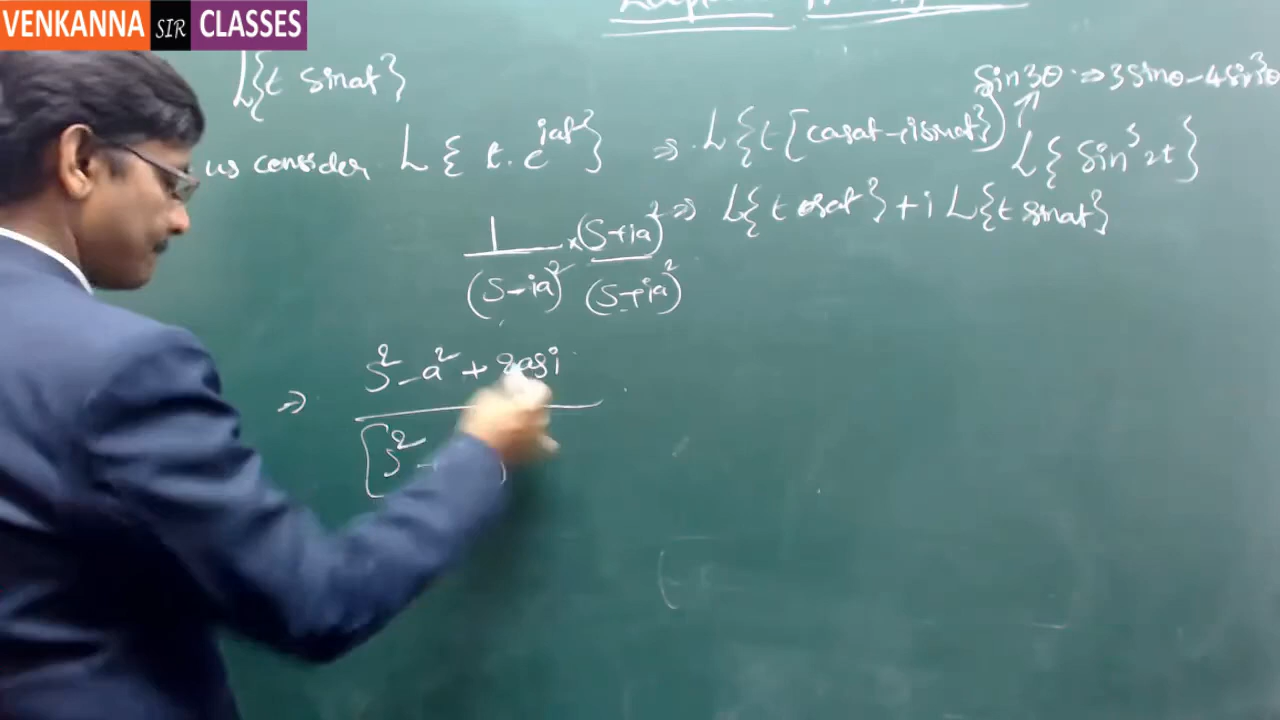 VENKANNA SIR CLASSES
L{t sinat}
us consider L{ t. e^iat } ⇒ L{t[cosat-isinat]}
sin3θ ⇒ 3sinθ-4sin³θ
L{ sin³2t }
⇒ L{t cosat}+i L{t sinat}
1/(S-ia)² × (S+ia)²/(S+ia)²
⇒ S²-a²+2asi
[S²-